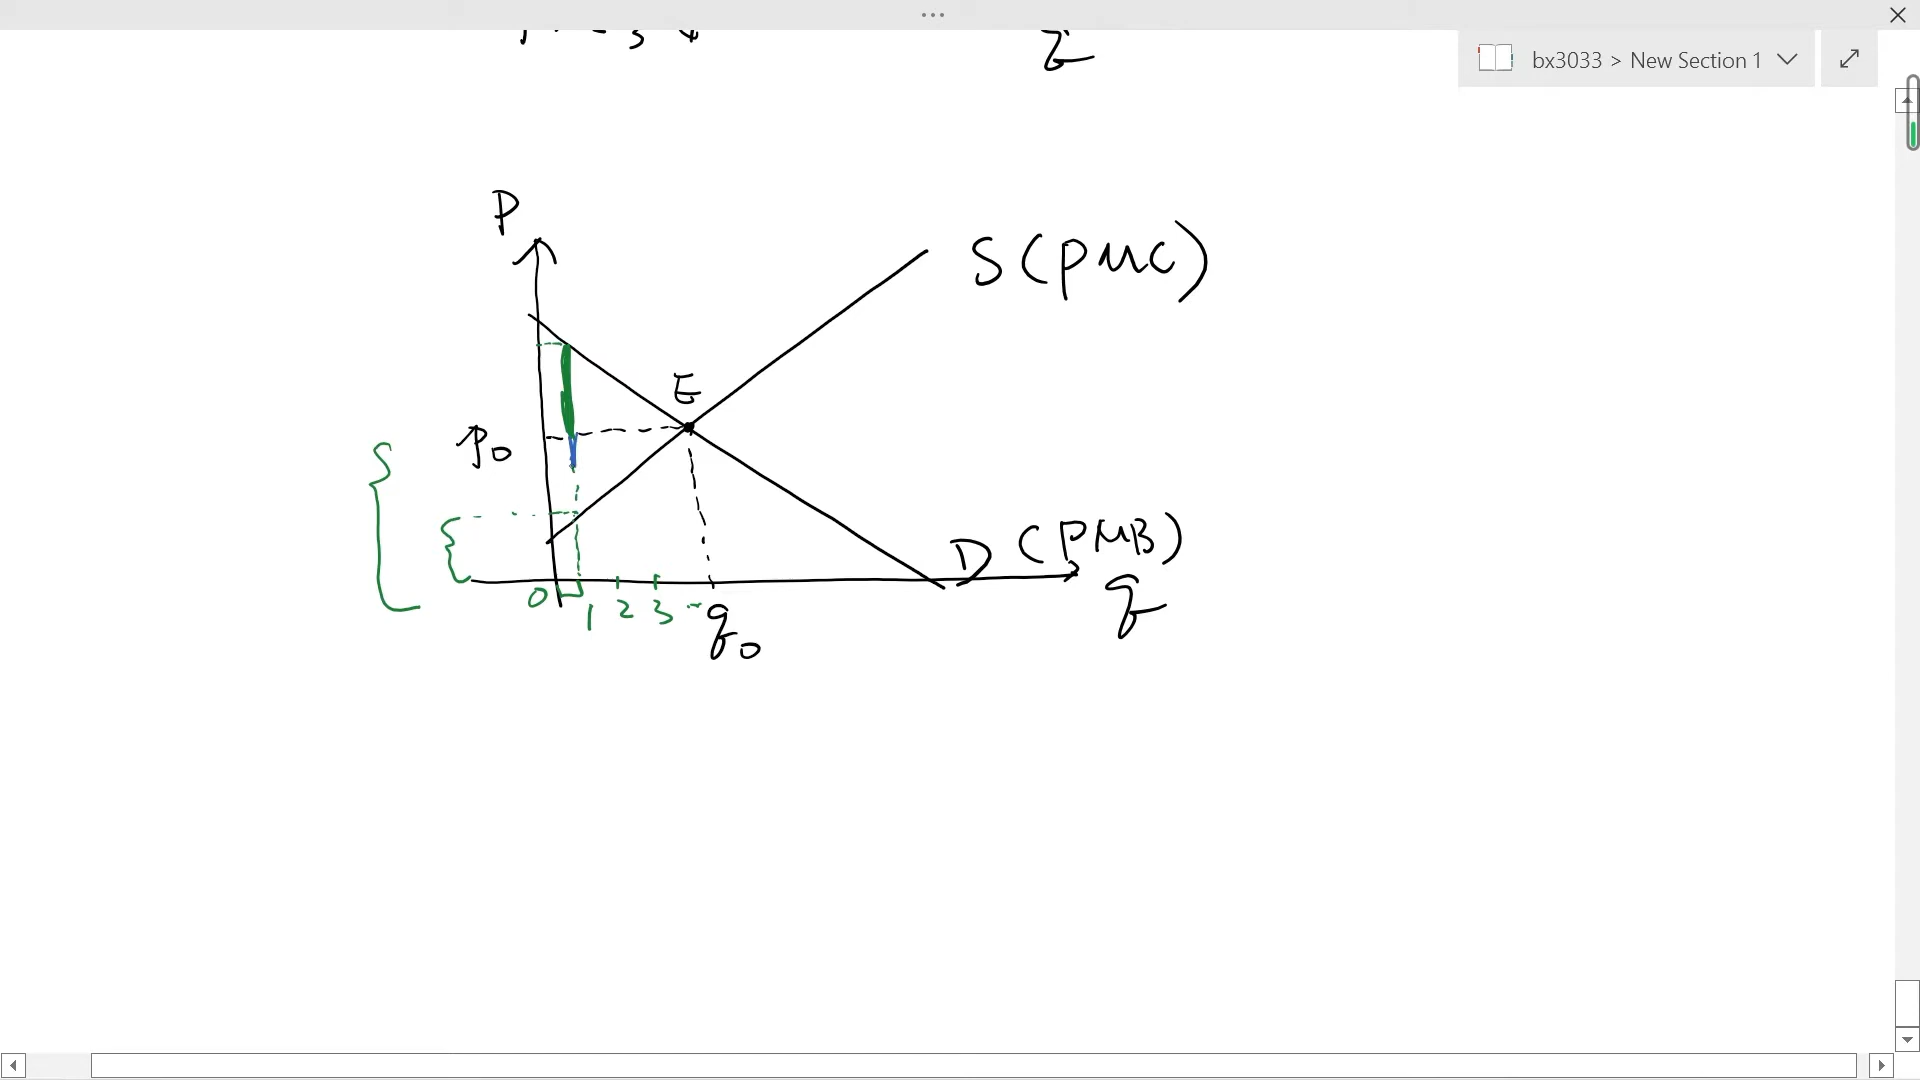 bx3033 > New Section 1
q
P
S (PMC)
E
P0
D (PMB)
0 1 2 3 q0 q